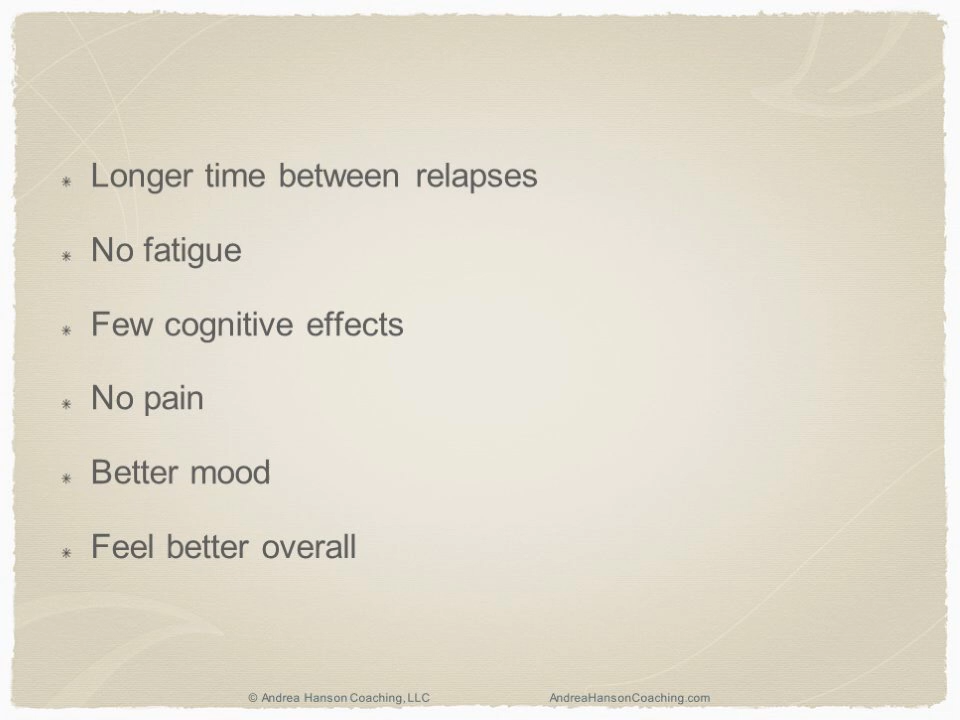 Longer time between relapses
No fatigue
Few cognitive effects
No pain
Better mood
Feel better overall
© Andrea Hanson Coaching, LLC AndreaHansonCoaching.com